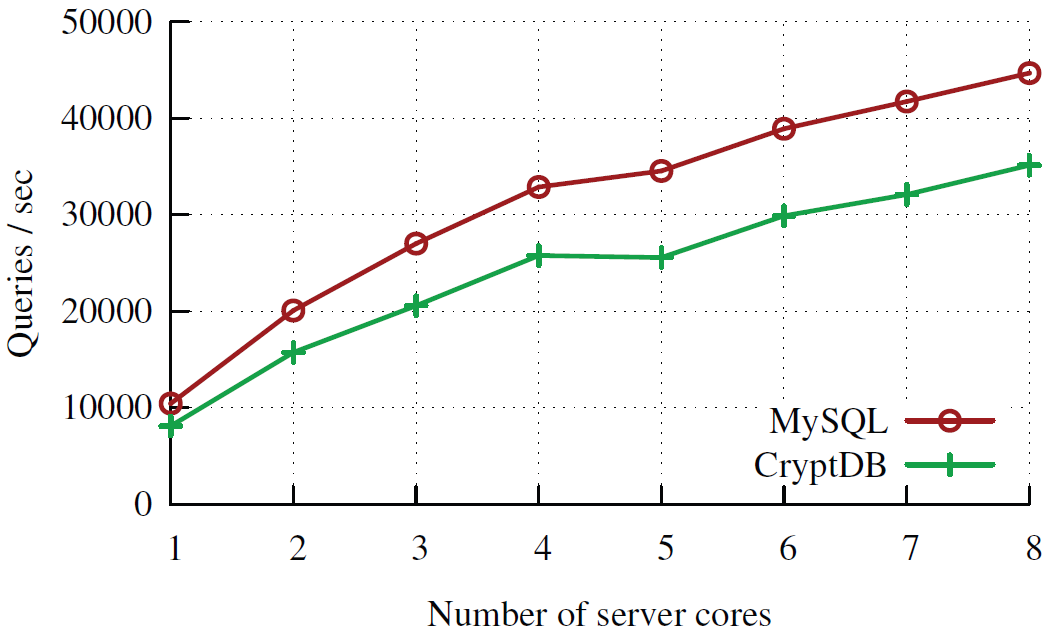 50000
40000
30000
20000
10000
0
Queries / sec
MySQL
CryptDB
1 2 3 4 5 6 7 8
Number of server cores